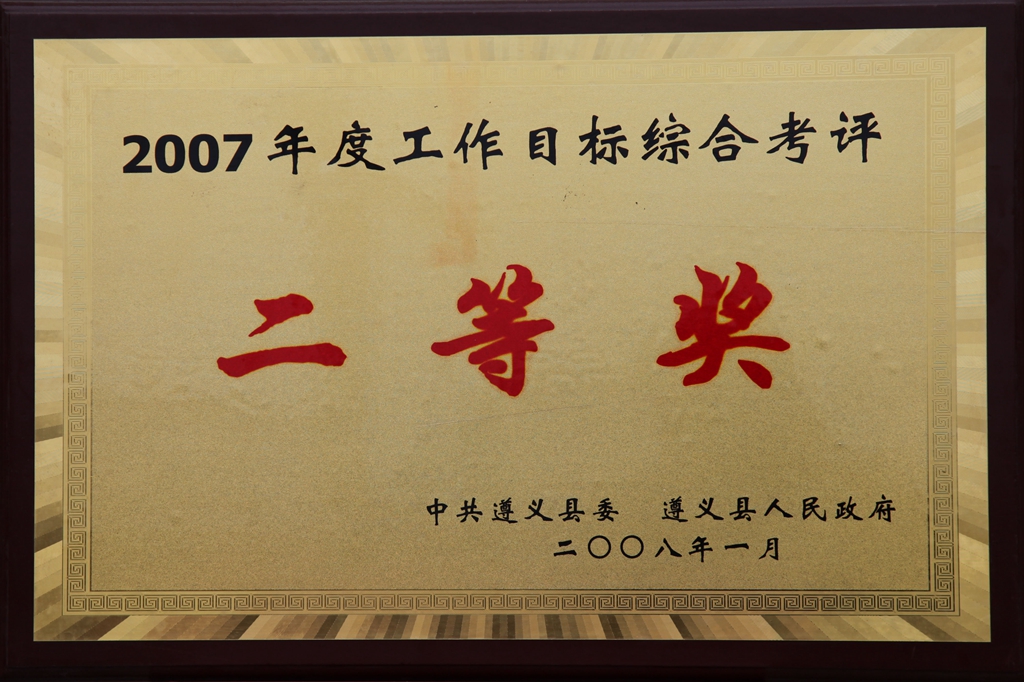 2007年度工作目标综合考评
二等奖
中共遵义县委 遵义县人民政府
二〇〇八年一月